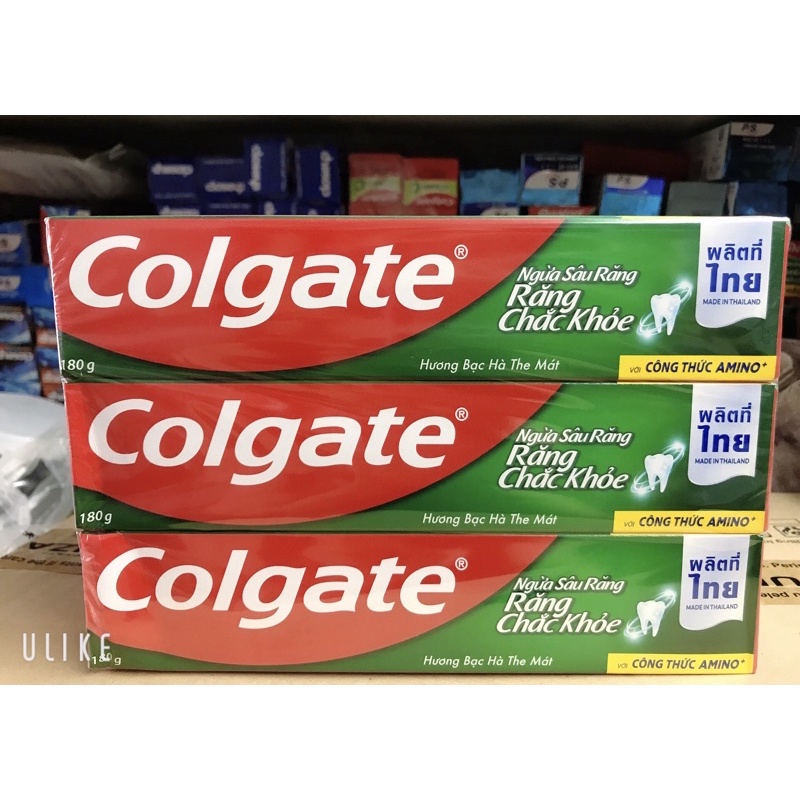 Colgate®
Ngừa Sâu Răng
Răng
Chắc Khỏe
ผลิตที่
ไทย
MADE IN THAILAND
180 g
Hương Bạc Hà The Mát
VỚI CÔNG THỨC AMINO+
Colgate®
Ngừa Sâu Răng
Răng
Chắc Khỏe
ผลิตที่
ไทย
MADE IN THAILAND
180 g
Hương Bạc Hà The Mát
VỚI CÔNG THỨC AMINO+
Colgate®
Ngừa Sâu Răng
Răng
Chắc Khỏe
ผลิตที่
ไทย
MADE IN THAILAND
180 g
Hương Bạc Hà The Mát
VỚI CÔNG THỨC AMINO+
ULIKE
PS
PS
PS